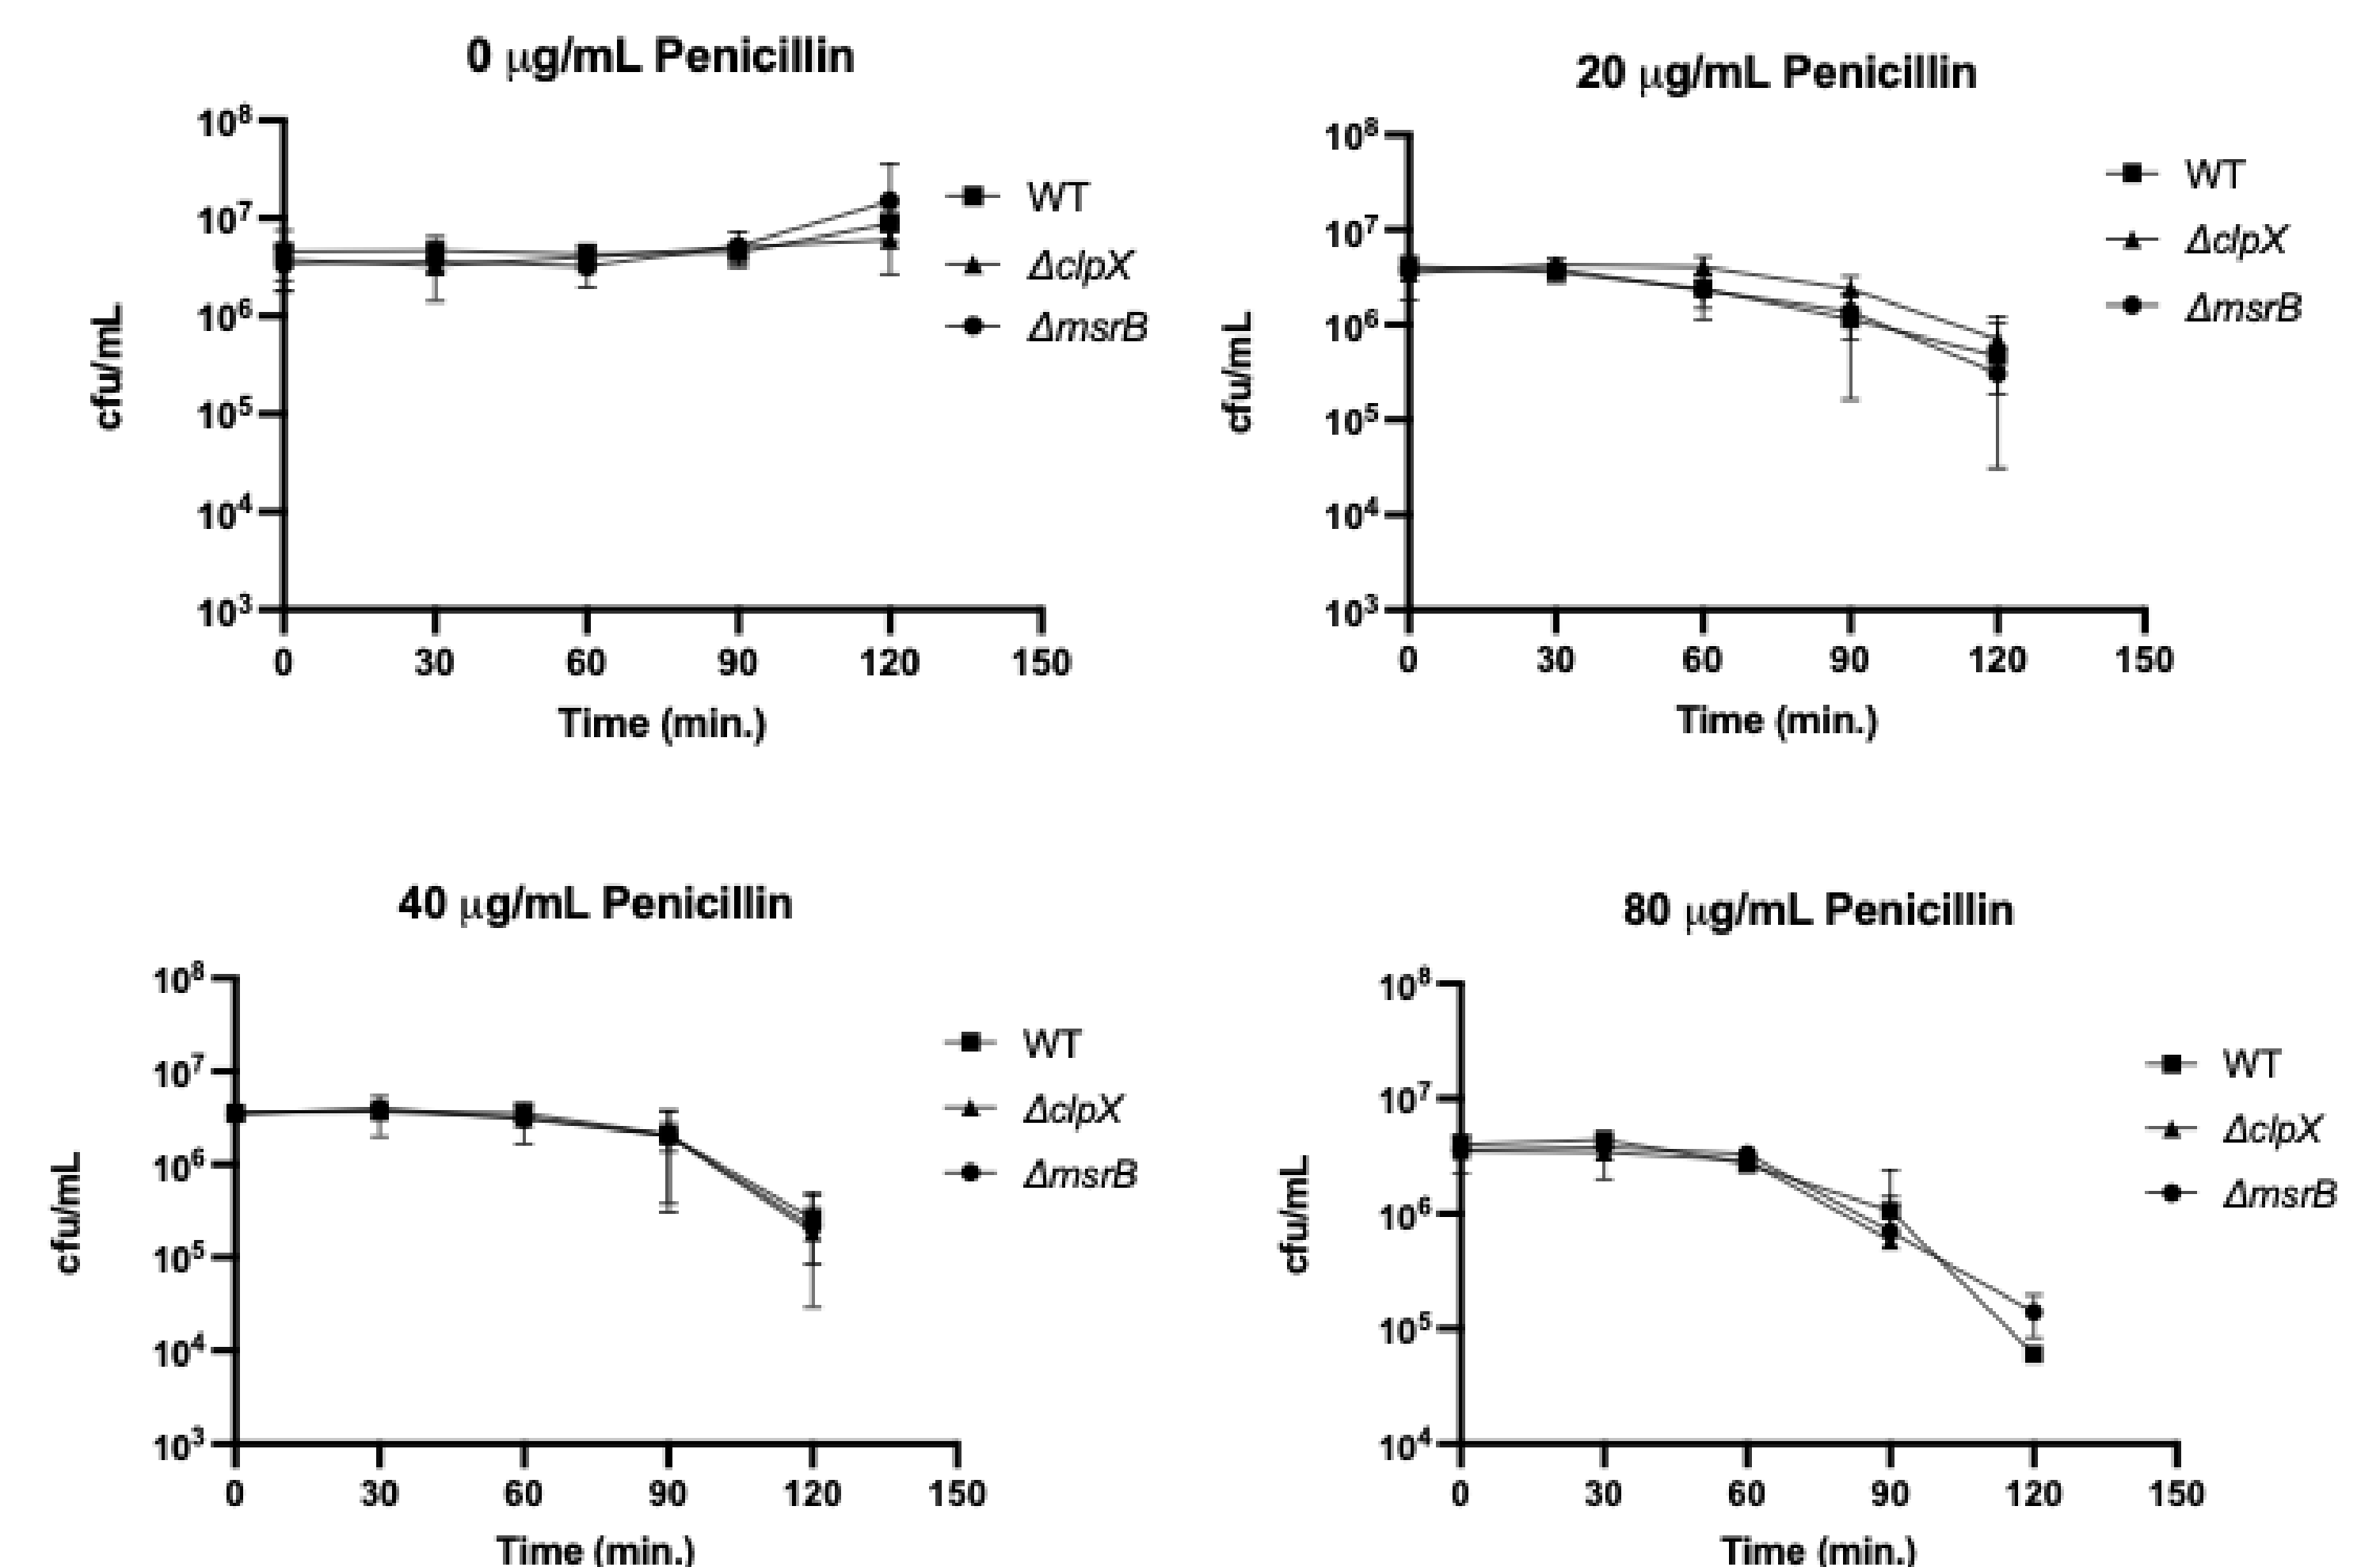 0 μg/mL Penicillin
10⁸
10⁷
10⁶
10⁵
10⁴
10³
cfu/mL
0 30 60 90 120 150
Time (min.)
WT
ΔclpX
ΔmsrB
20 μg/mL Penicillin
10⁸
10⁷
10⁶
10⁵
10⁴
10³
cfu/mL
0 30 60 90 120 150
Time (min.)
WT
ΔclpX
ΔmsrB
40 μg/mL Penicillin
10⁸
10⁷
10⁶
10⁵
10⁴
10³
cfu/mL
0 30 60 90 120 150
Time (min.)
WT
ΔclpX
ΔmsrB
80 μg/mL Penicillin
10⁸
10⁷
10⁶
10⁵
10⁴
cfu/mL
0 30 60 90 120 150
Time (min.)
WT
ΔclpX
ΔmsrB